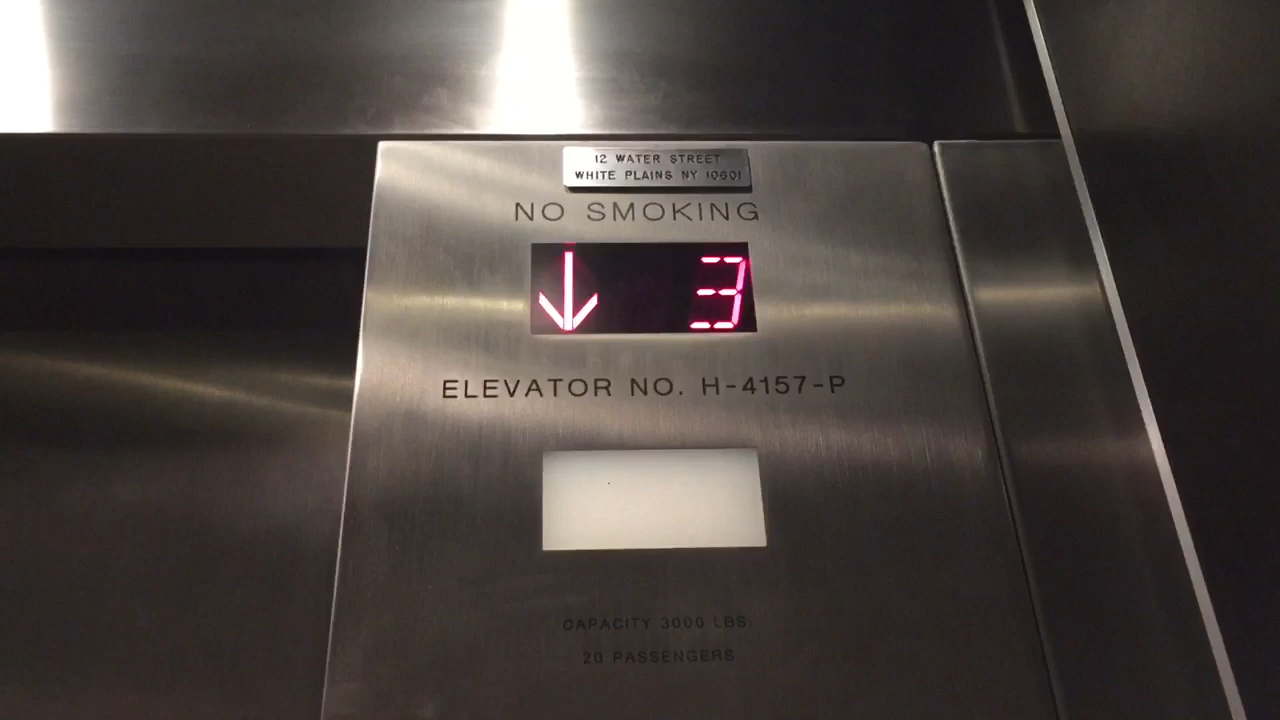 12 WATER STREET
WHITE PLAINS NY 10601
NO SMOKING
↓ 3
ELEVATOR NO. H-4157-P
CAPACITY 3000 LBS.
20 PASSENGERS